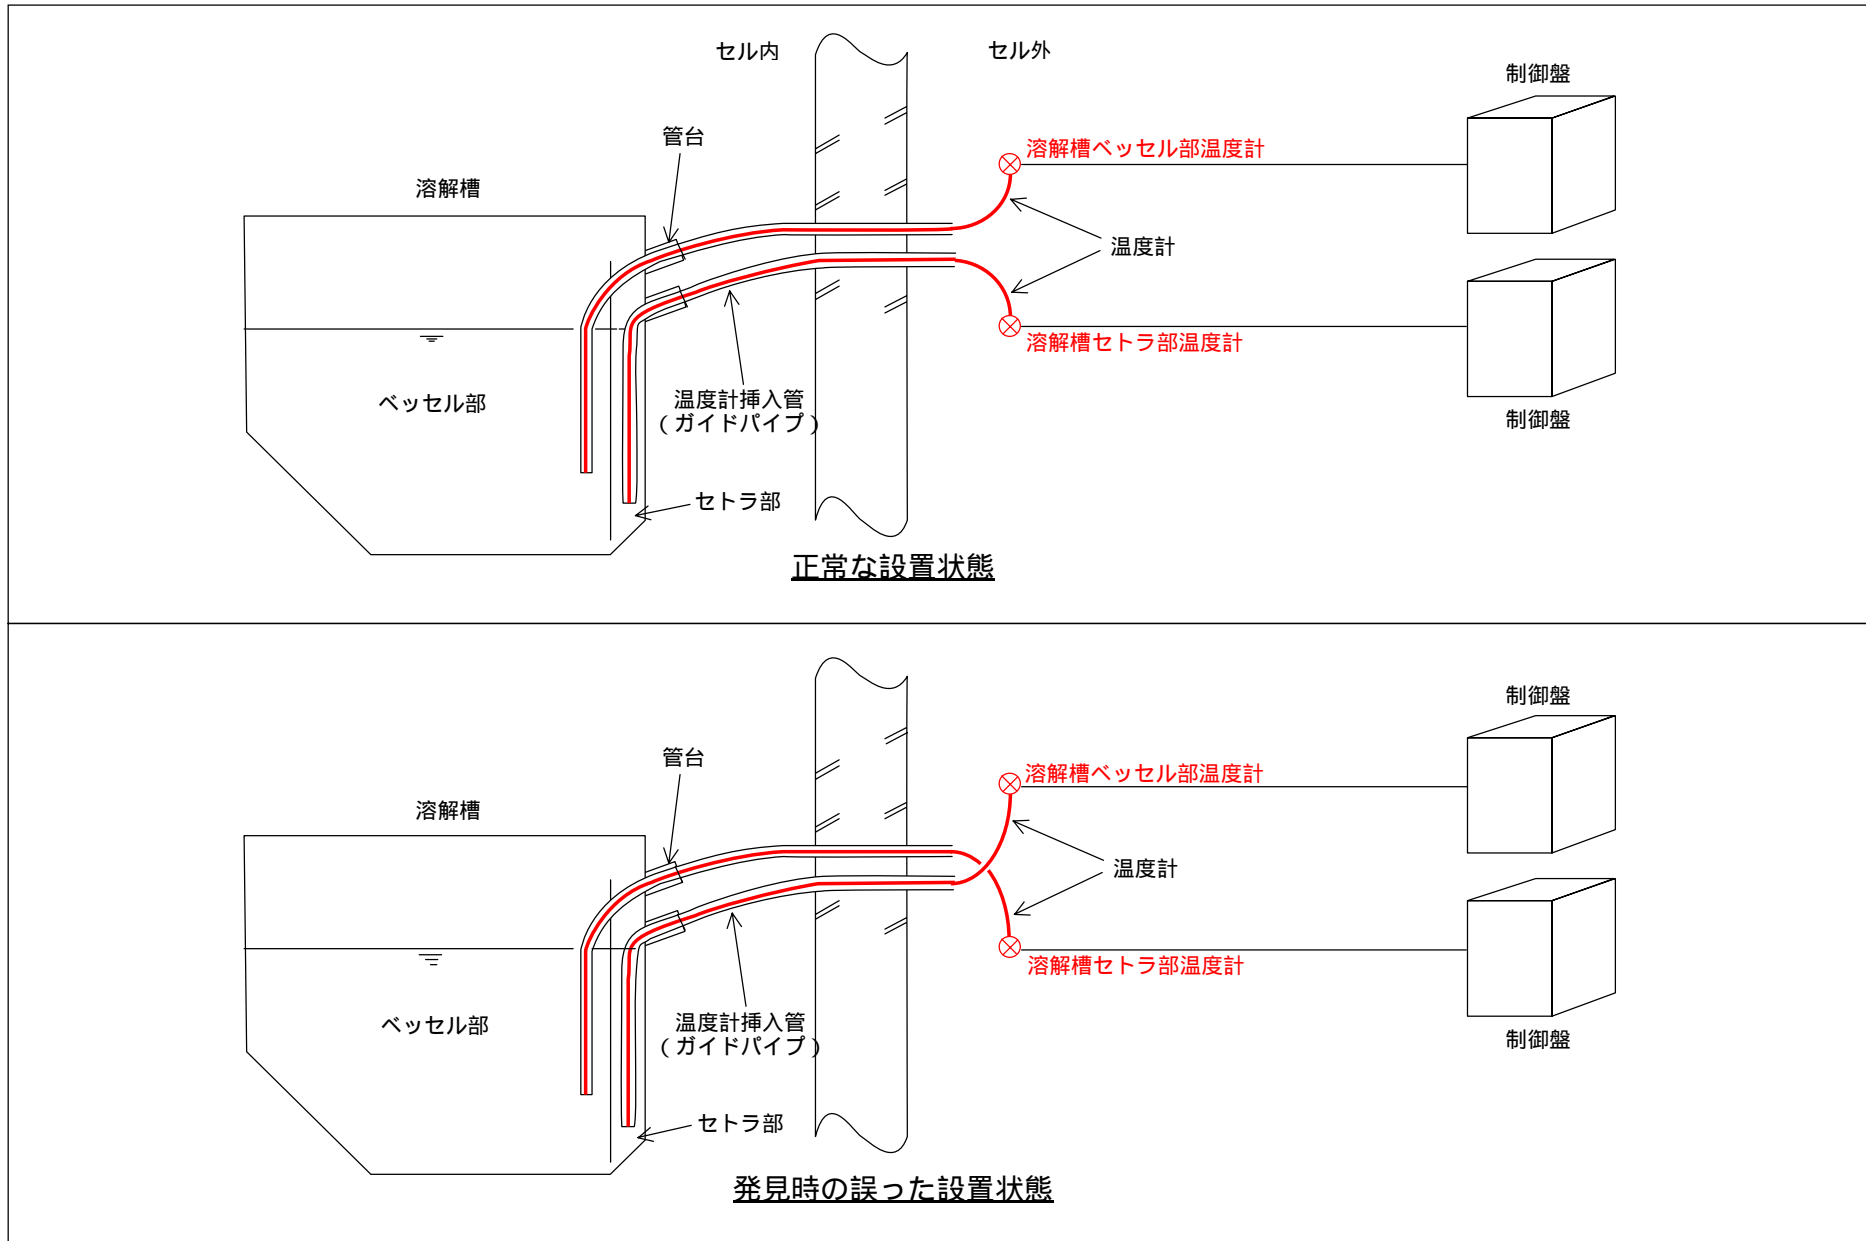 セル内
セル外
制御盤
管台
溶解槽ベッセル部温度計
溶解槽
温度計
溶解槽セトラ部温度計
ベッセル部
温度計挿入管
(ガイドパイプ)
制御盤
セトラ部
正常な設置状態
制御盤
管台
溶解槽ベッセル部温度計
溶解槽
温度計
溶解槽セトラ部温度計
ベッセル部
温度計挿入管
(ガイドパイプ)
制御盤
セトラ部
発見時の誤った設置状態